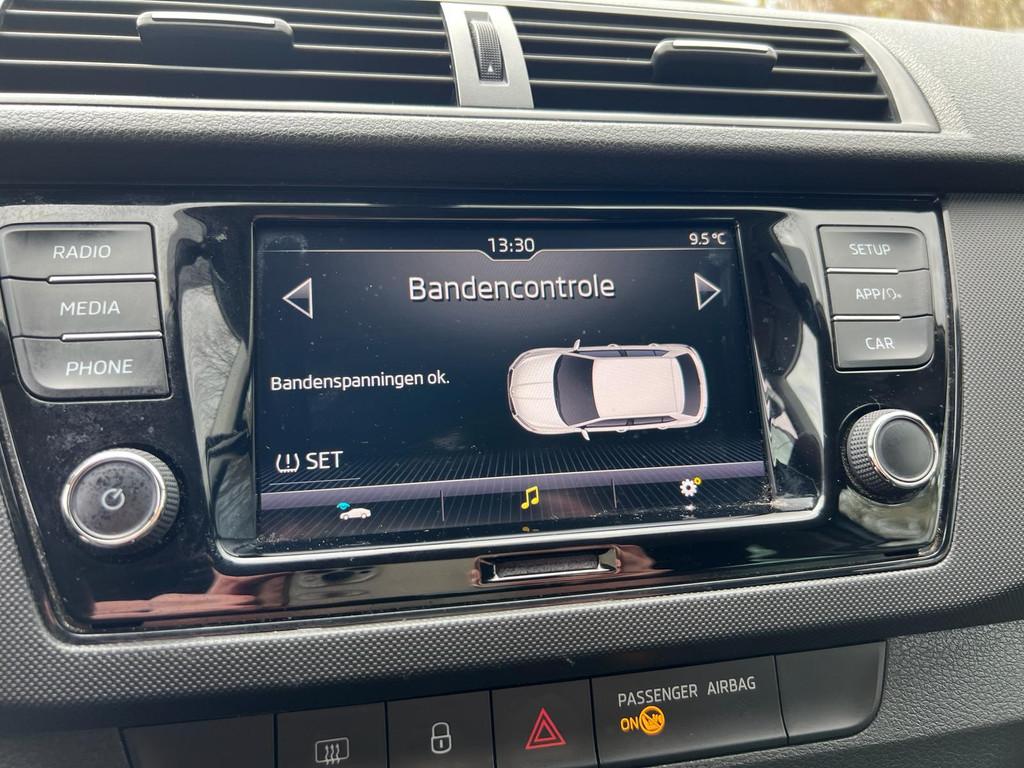 13:30
9.5°C
RADIO
MEDIA
PHONE
Bandencontrole
Bandenspanningen ok.
SET
SETUP
APP/
CAR
PASSENGER AIRBAG
ON